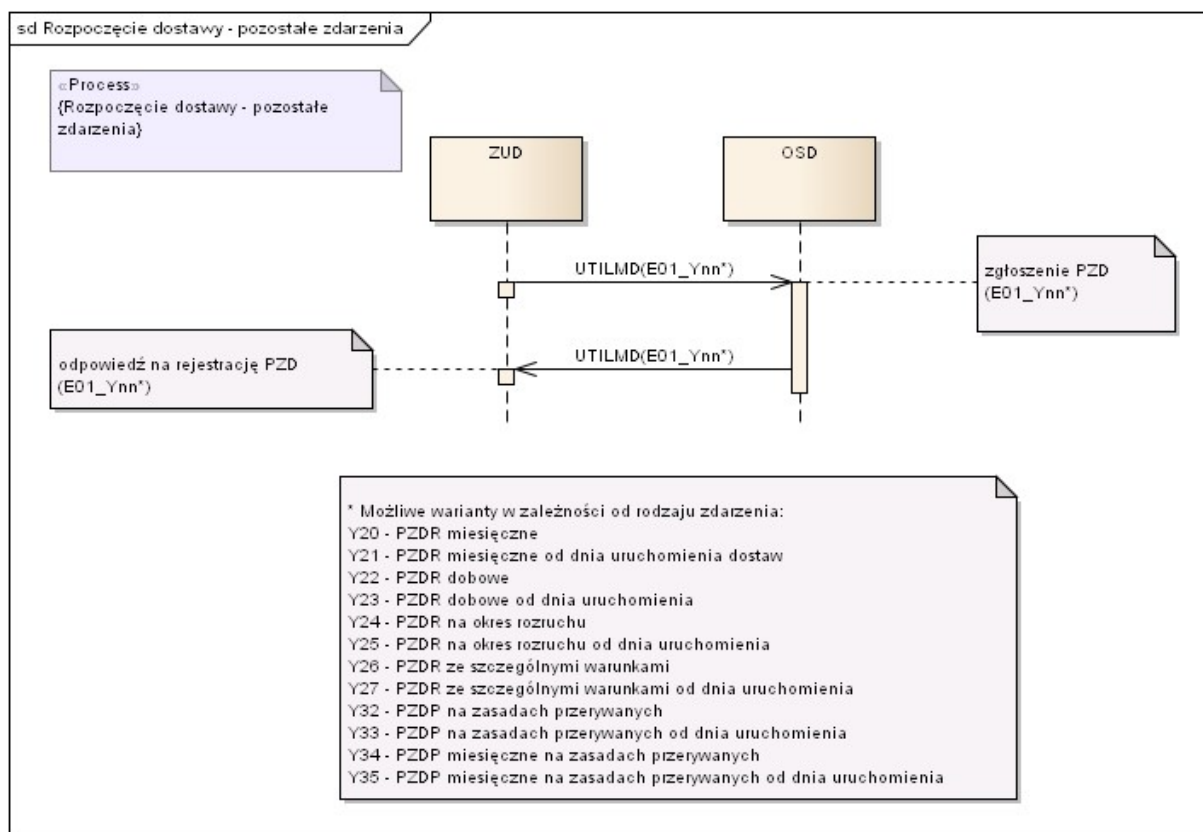 sd Rozpoczęcie dostawy - pozostałe zdarzenia
«Process»
{Rozpoczęcie dostawy - pozostałe
zdarzenia}
ZUD
OSD
UTILMD(E01_Ynn*)
zgłoszenie PZD
(E01_Ynn*)
UTILMD(E01_Ynn*)
odpowiedź na rejestrację PZD
(E01_Ynn*)
* Możliwe warianty w zależności od rodzaju zdarzenia:
Y20 - PZDR miesięczne
Y21 - PZDR miesięczne od dnia uruchomienia dostaw
Y22 - PZDR dobowe
Y23 - PZDR dobowe od dnia uruchomienia
Y24 - PZDR na okres rozruchu
Y25 - PZDR na okres rozruchu od dnia uruchomienia
Y26 - PZDR ze szczególnymi warunkami
Y27 - PZDR ze szczególnymi warunkami od dnia uruchomienia
Y32 - PZDP na zasadach przerywanych
Y33 - PZDP na zasadach przerywanych od dnia uruchomienia
Y34 - PZDP miesięczne na zasadach przerywanych
Y35 - PZDP miesięczne na zasadach przerywanych od dnia uruchomienia